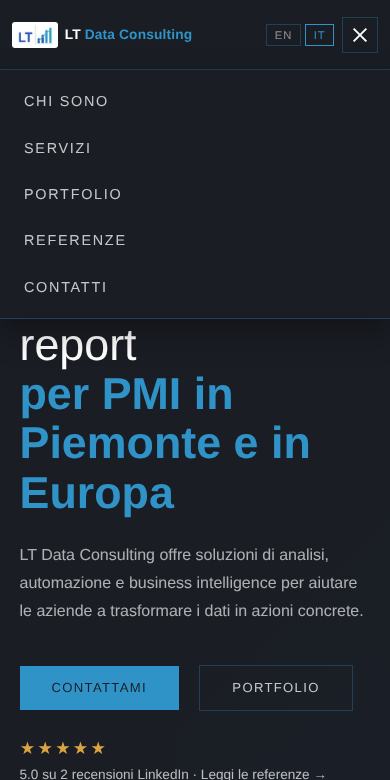 LT LT Data Consulting EN IT
CHI SONO
SERVIZI
PORTFOLIO
REFERENZE
CONTATTI
report
per PMI in
Piemonte e in
Europa
LT Data Consulting offre soluzioni di analisi,
automazione e business intelligence per aiutare
le aziende a trasformare i dati in azioni concrete.
CONTATTAMI PORTFOLIO
★★★★★
5.0 su 2 recensioni LinkedIn · Leggi le referenze →